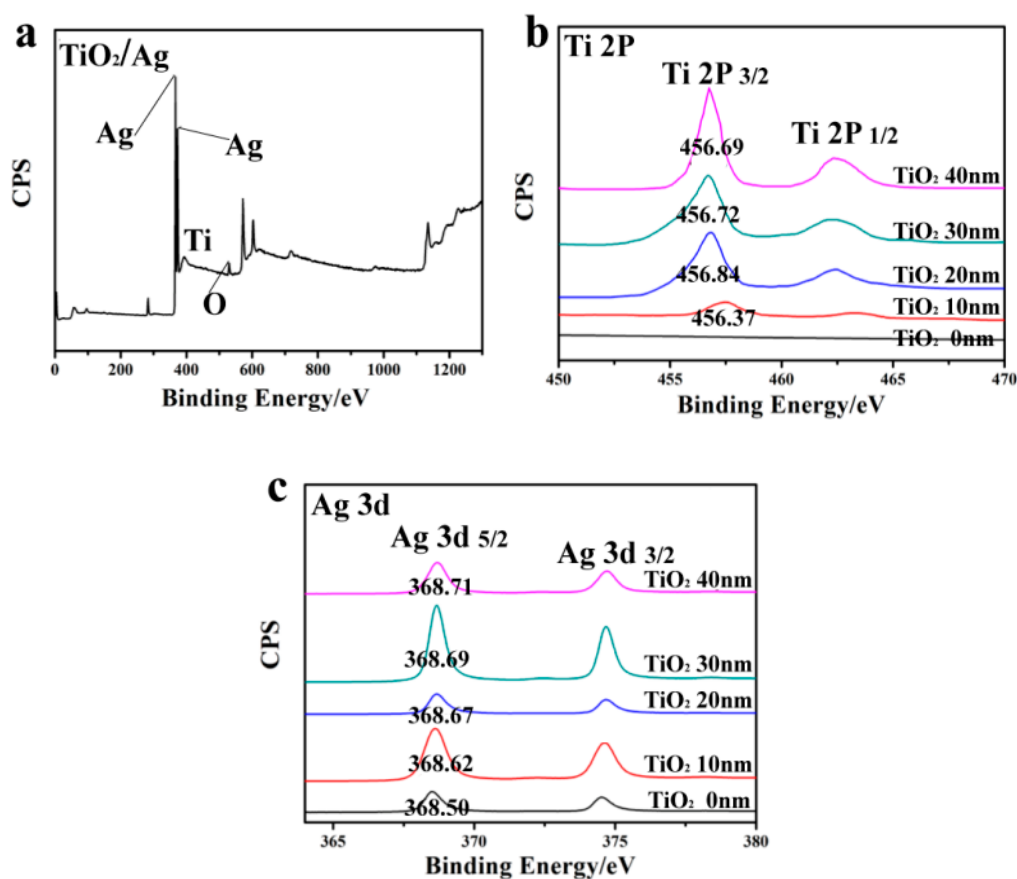 a
TiO₂/Ag
Ag
Ag
Ti
O
CPS
0 200 400 600 800 1000 1200
Binding Energy/eV
b
Ti 2P
Ti 2P 3/2
Ti 2P 1/2
456.69
TiO₂ 40nm
456.72
TiO₂ 30nm
456.84
TiO₂ 20nm
456.37
TiO₂ 10nm
TiO₂ 0nm
CPS
450 455 460 465 470
Binding Energy/eV
c
Ag 3d
Ag 3d 5/2
Ag 3d 3/2
368.71
TiO₂ 40nm
368.69
TiO₂ 30nm
368.67
TiO₂ 20nm
368.62
TiO₂ 10nm
368.50
TiO₂ 0nm
CPS
365 370 375 380
Binding Energy/eV